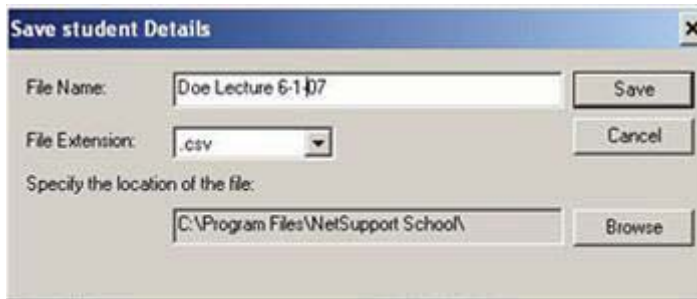 Save student Details
File Name: Doe Lecture 6-1-07 Save
File Extension: .csv Cancel
Specify the location of the file:
C:\Program Files\NetSupport School\ Browse